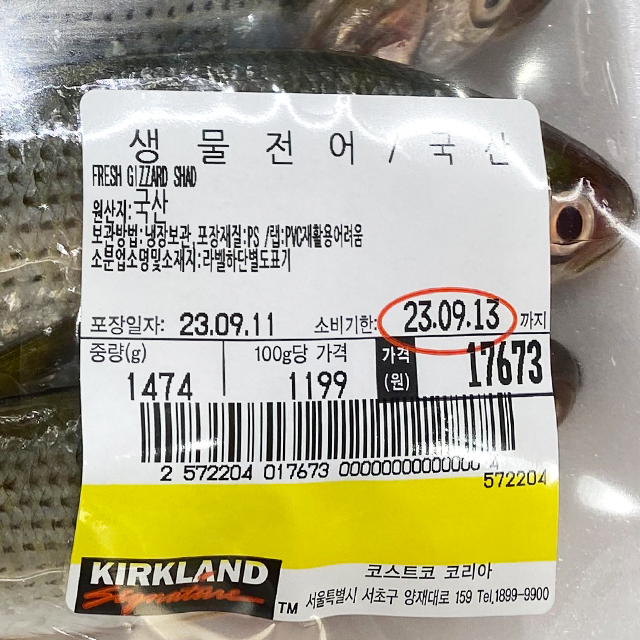 생물전어/국산
FRESH GIZZARD SHAD
원산지:국산
보관방법:냉장보관, 포장재질:PS /랩:PVC재활용어려움
소분업소명및소재지:라벨하단별도표기
포장일자: 23.09.11 소비기한: 23.09.13 까지
중량(g) 100g당 가격 가격(원)
1474 1199 17673
2 572204 017673 00000000000000 4
572204
KIRKLAND
Signature TM
코스트코 코리아
서울특별시 서초구 양재대로 159 Tel,1899-9900